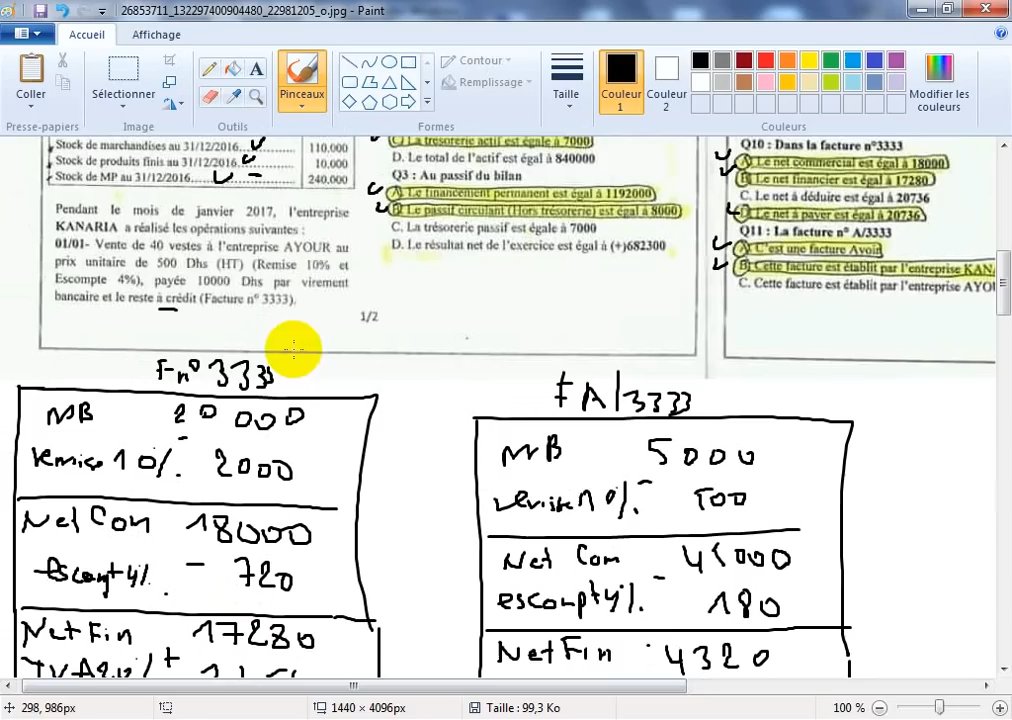 26853711_132297400904480_22981205_o.jpg - Paint
Accueil
Affichage
Coller
Sélectionner
Pinceaux
Contour
Remplissage
Taille
Couleur 1
Couleur 2
Modifier les couleurs
Presse-papiers
Image
Outils
Formes
Couleurs
Stock de marchandises au 31/12/2016 110.000
Stock de produits finis au 31/12/2016 10.000
Stock de MP au 31/12/2016 240.000
Pendant le mois de janvier 2017, l'entreprise
KANARIA a réalisé les opérations suivantes :
01/01- Vente de 40 vestes à l'entreprise AYOUR au
prix unitaire de 500 Dhs (HT) (Remise 10% et
Escompte 4%), payée 10000 Dhs par virement
bancaire et le reste à crédit (Facture n° 3333).
C) La trésorerie actif est égale à 7000)
D. Le total de l'actif est égal à 840000
Q3 : Au passif du bilan
A) Le financement permanent est égal à 1192000
B) Le passif circulant (Hors trésorerie) est égal à 8000)
C. La trésorerie passif est égale à 7000
D. Le résultat net de l'exercice est égal à (+)682300
1/2
Q10 : Dans la facture n°3333
A) Le net commercial est égal à 18000
B) Le net financier est égal à 17280
C. Le net à déduire est égal à 20736
D) Le net à payer est égal à 20736
Q11 : La facture n° A/3333
A) C'est une facture Avoir
B) Cette facture est établit par l'entreprise KANA
C. Cette facture est établit par l'entreprise AYO
F n° 3333
MB 20 000
remise 10%. - 2000
Net Com 18000
escompt 4%. - 720
Net Fin 17280
F A/3333
MB 5000
remise 10%. - 500
Net Com 45000
escompt 4%. - 180
Net Fin 4320
298, 986px
1440 × 4096px
Taille : 99,3 Ko
100 %